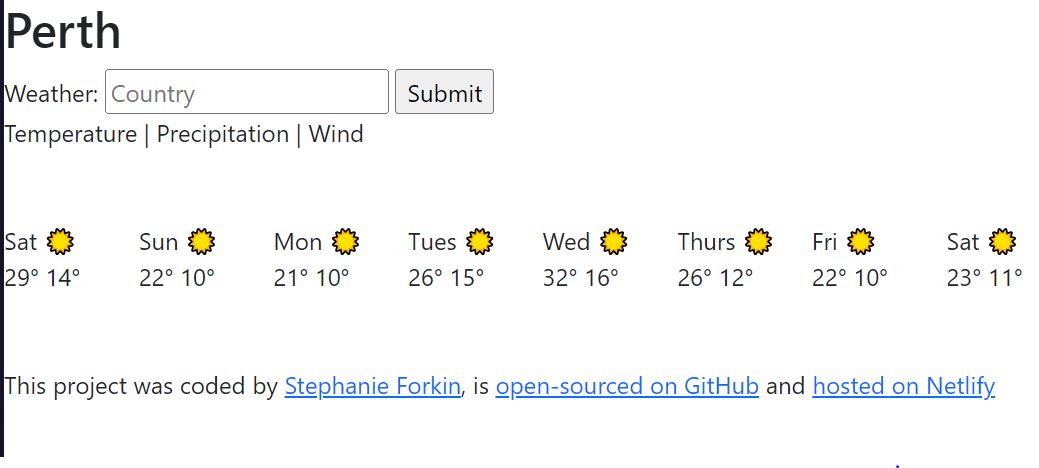 Perth
Weather: Country Submit
Temperature | Precipitation | Wind
Sat Sun Mon Tues Wed Thurs Fri Sat
29° 14° 22° 10° 21° 10° 26° 15° 32° 16° 26° 12° 22° 10° 23° 11°
This project was coded by Stephanie Forkin, is open-sourced on GitHub and hosted on Netlify